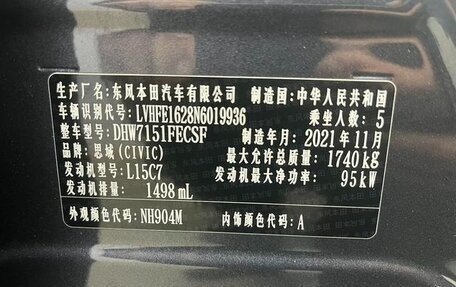 生产厂名:东风本田汽车有限公司 制造国:中华人民共和国
车辆识别代号:LVHFE1628N6019936 乘坐人数: 5
整车型号:DHW7151FECSF 制造年月:2021年11月
品牌:思域(CIVIC) 最大允许总质量:1740kg
发动机型号:L15C7 发动机最大净功率: 95kW
发动机排量: 1498mL
外观颜色代码:NH904M 内饰颜色代码:A